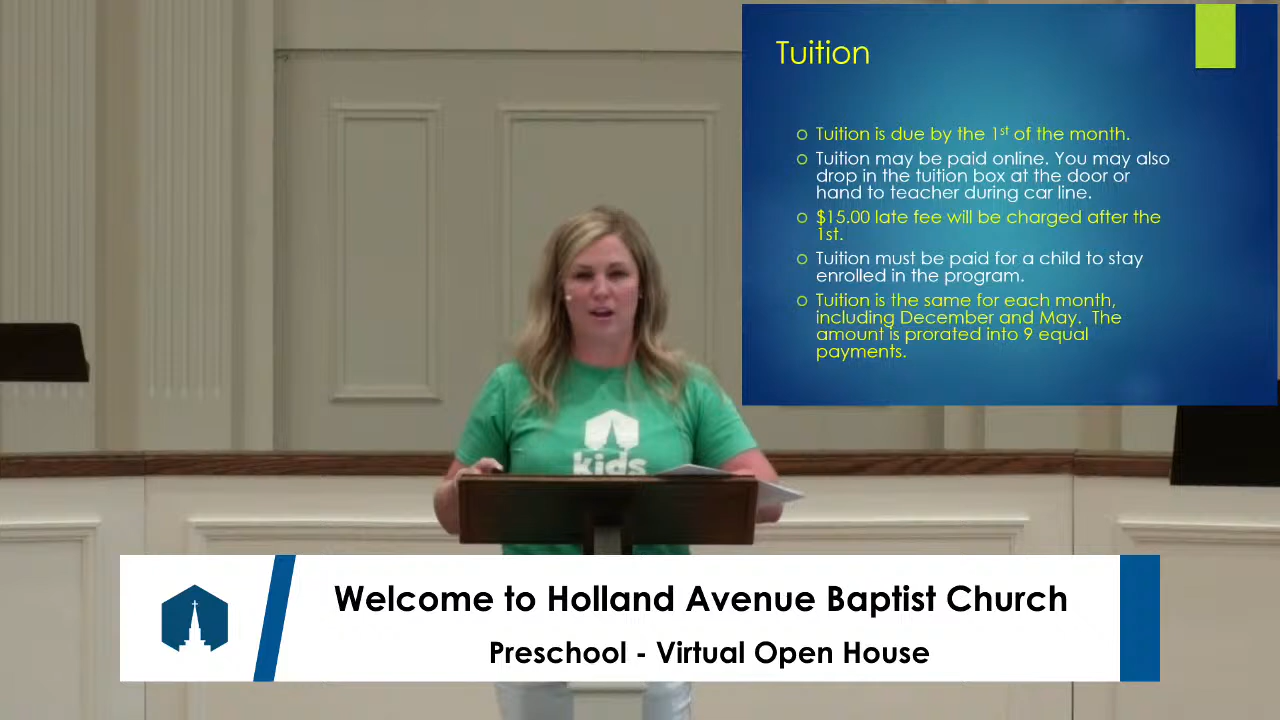 Tuition
Tuition is due by the 1st of the month.
Tuition may be paid online. You may also
drop in the tuition box at the door or
hand to teacher during car line.
$15.00 late fee will be charged after the
1st.
Tuition must be paid for a child to stay
enrolled in the program.
Tuition is the same for each month,
including December and May. The
amount is prorated into 9 equal
payments.
kids
Welcome to Holland Avenue Baptist Church
Preschool - Virtual Open House